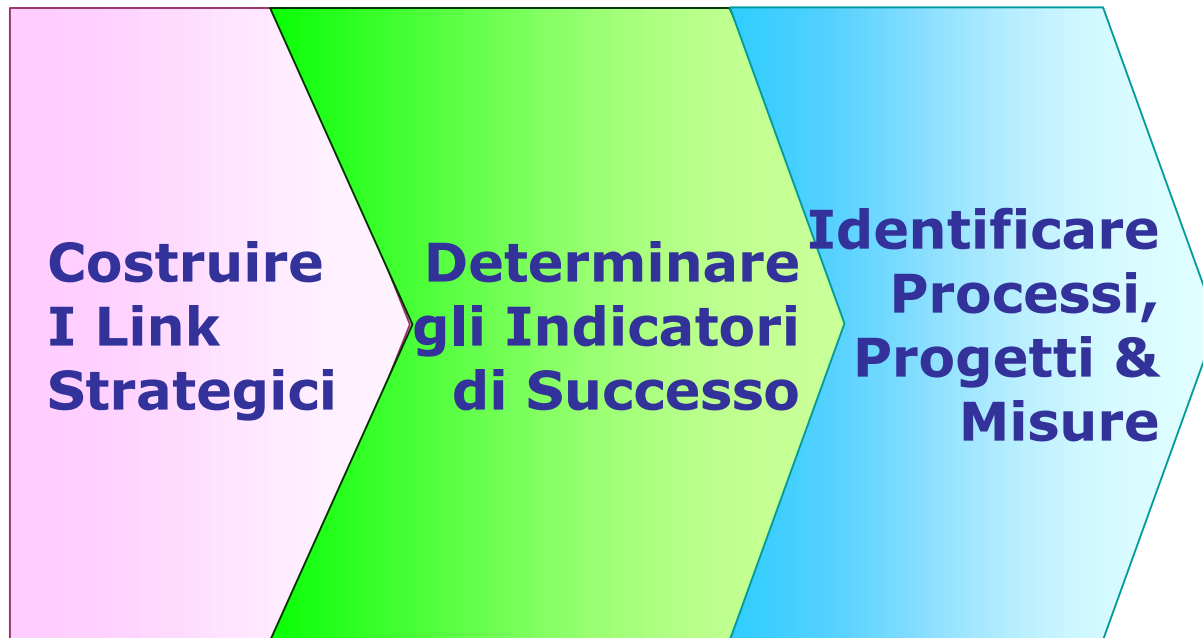 Costruire
I Link
Strategici
Determinare
gli Indicatori
di Successo
Identificare
Processi,
Progetti &
Misure